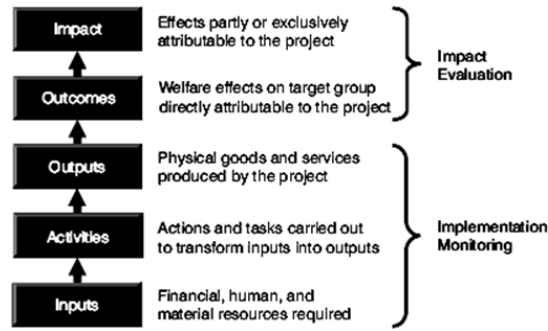 Impact
Effects partly or exclusively
attributable to the project
Impact
Evaluation
Outcomes
Welfare effects on target group
directly attributable to the project
Outputs
Physical goods and services
produced by the project
Activities
Actions and tasks carried out
to transform inputs into outputs
Implementation
Monitoring
Inputs
Financial, human, and
material resources required